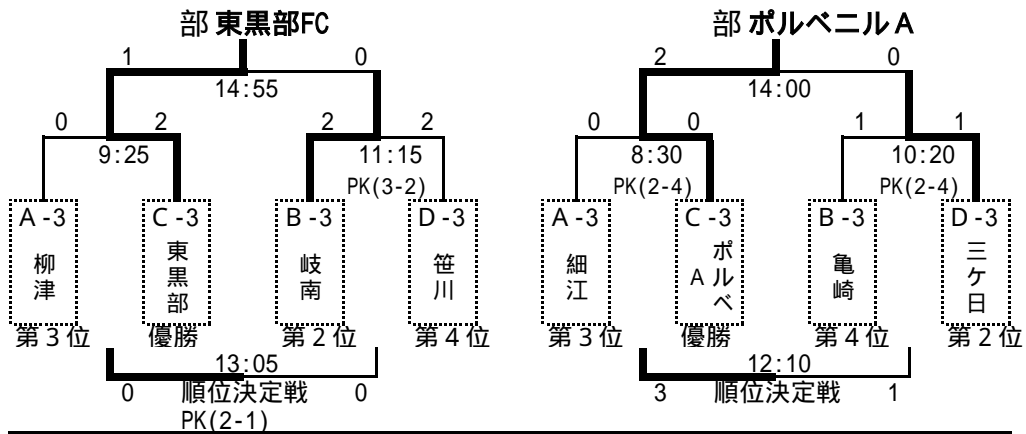 部 東黒部FC
1 0
14:55
0 2 2 2
9:25 11:15
PK(3-2)
A-3 C-3 B-3 D-3
柳津 東黒部 岐南 笹川
第3位 優勝 第2位 第4位
13:05
0 順位決定戦 0
PK(2-1)
部 ポルベニルA
2 0
14:00
0 0 1 1
8:30 10:20
PK(2-4) PK(2-4)
A-3 C-3 B-3 D-3
細江 ポルベA 亀崎 三ケ日
第3位 優勝 第4位 第2位
12:10
3 順位決定戦 1